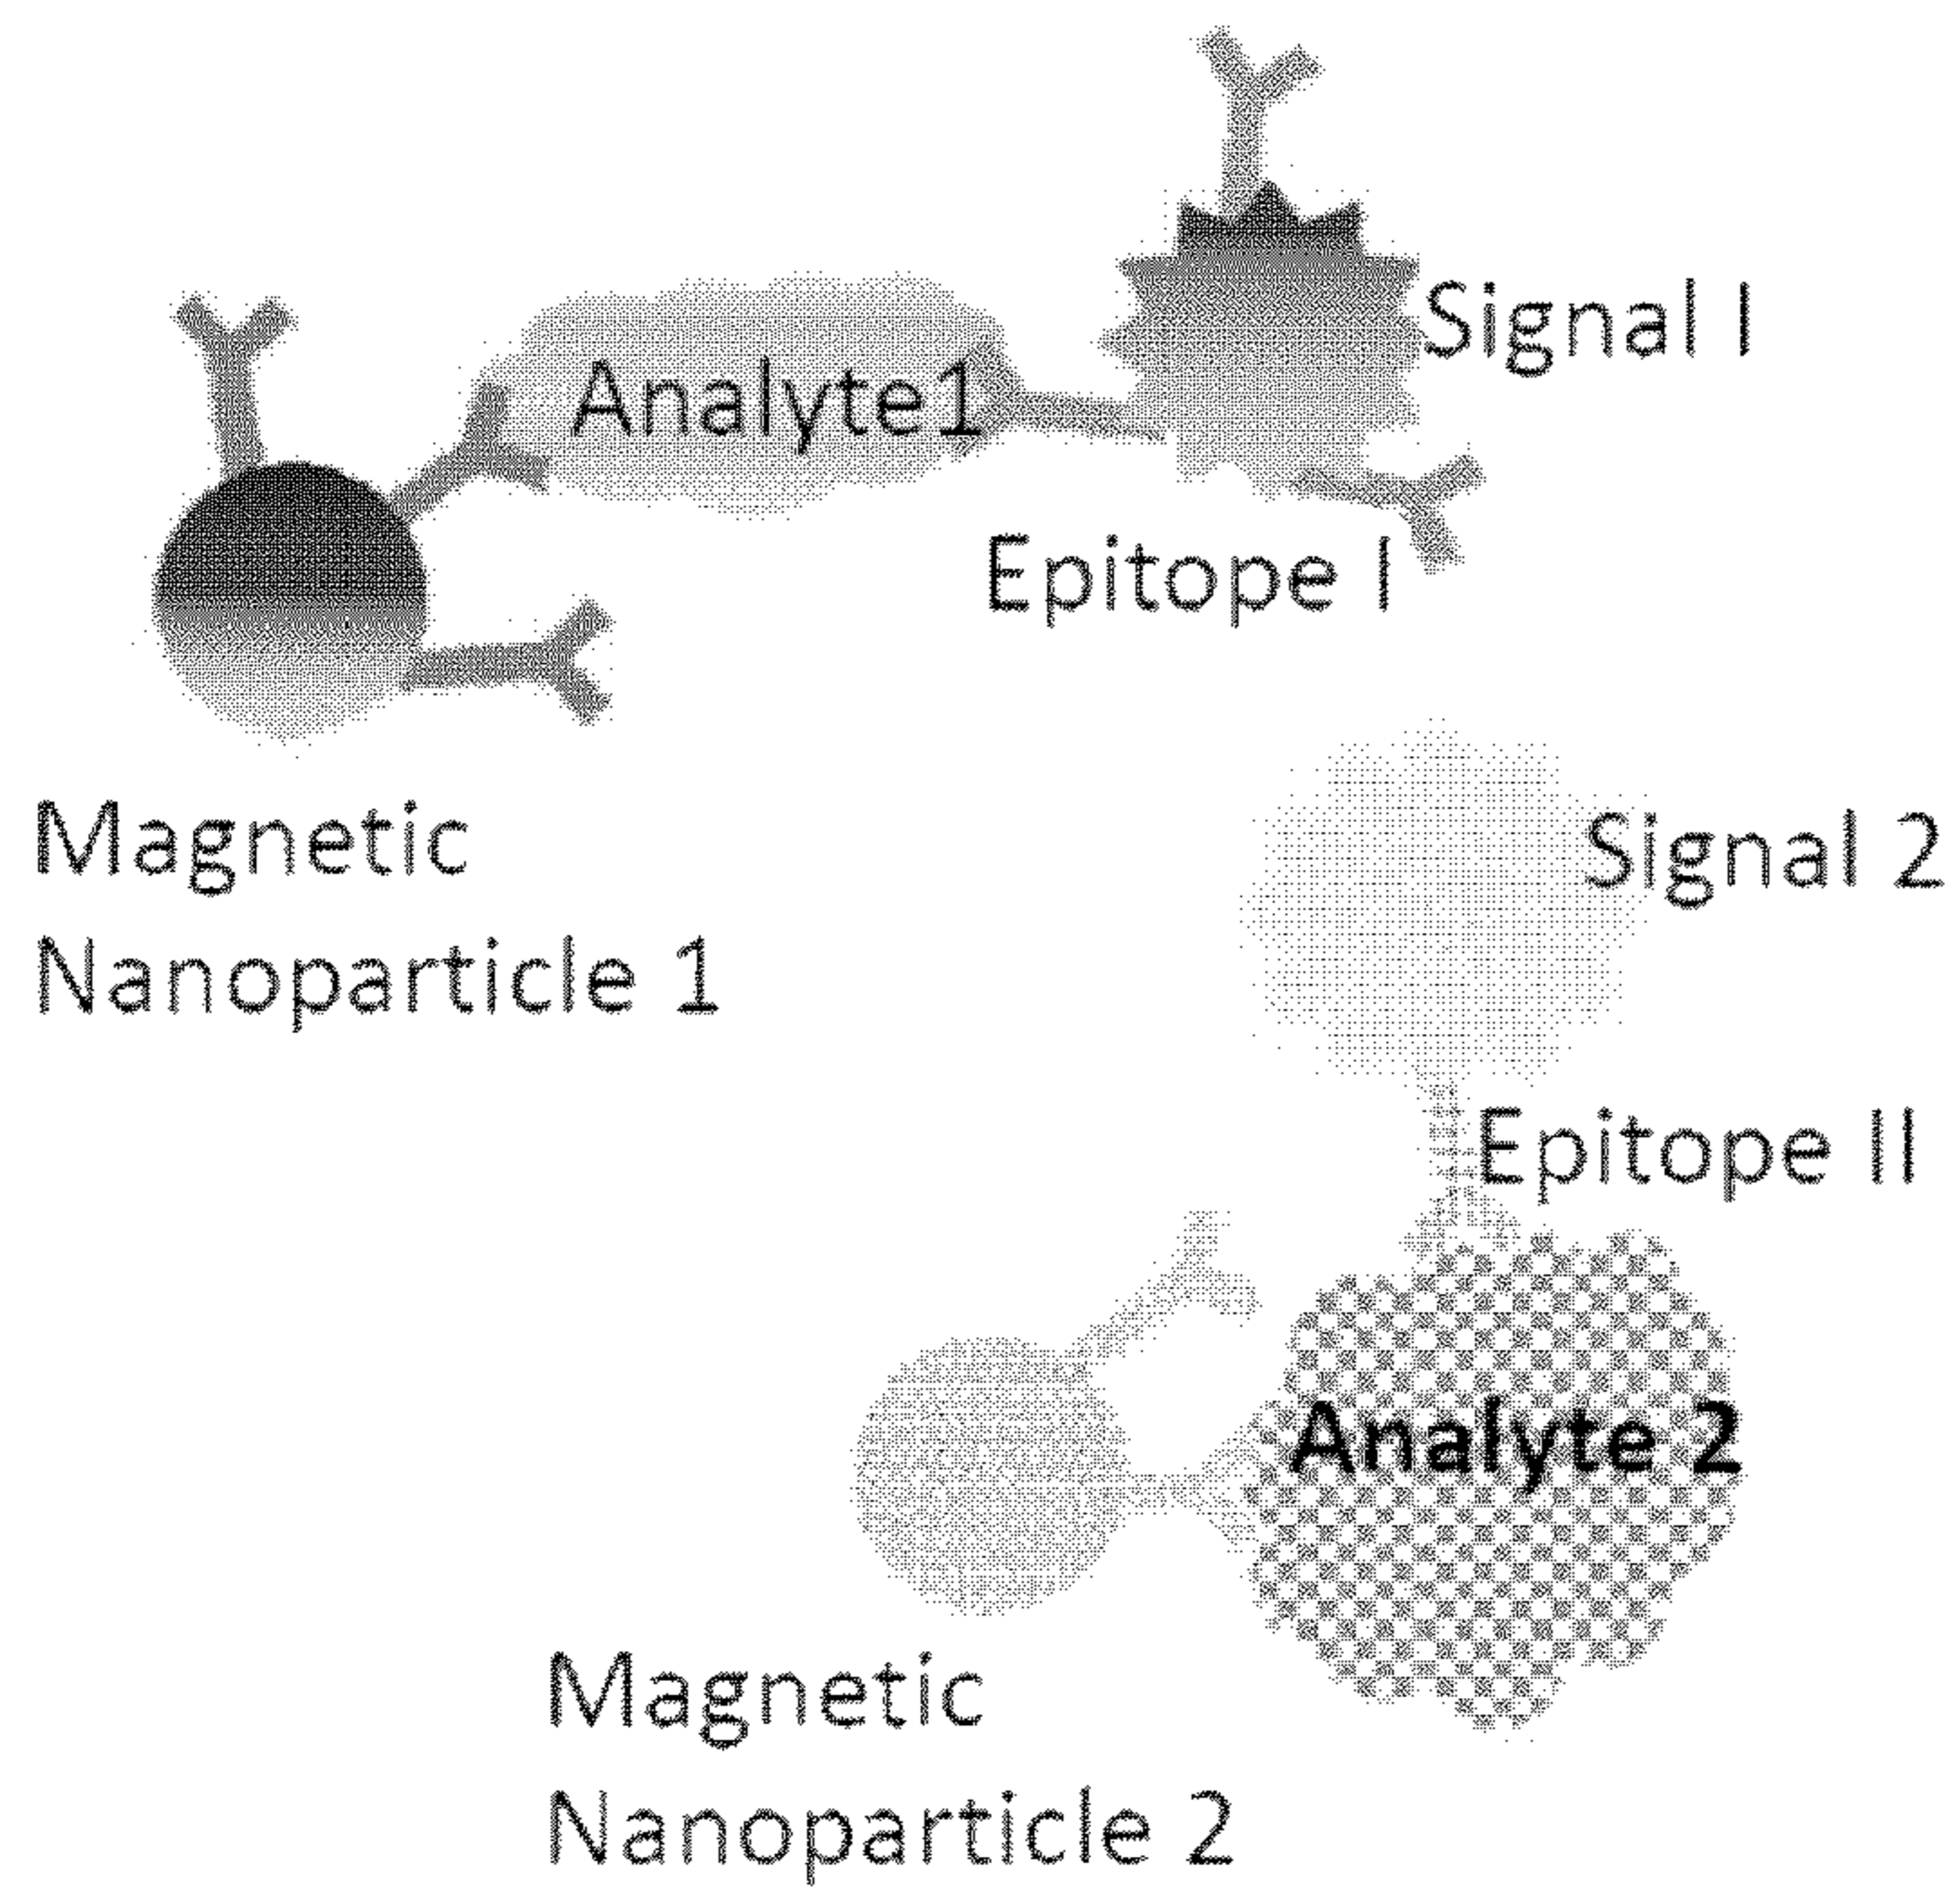 Signal I
Analyte1
Epitope I
Magnetic
Nanoparticle 1
Signal 2
Epitope II
Analyte 2
Magnetic
Nanoparticle 2